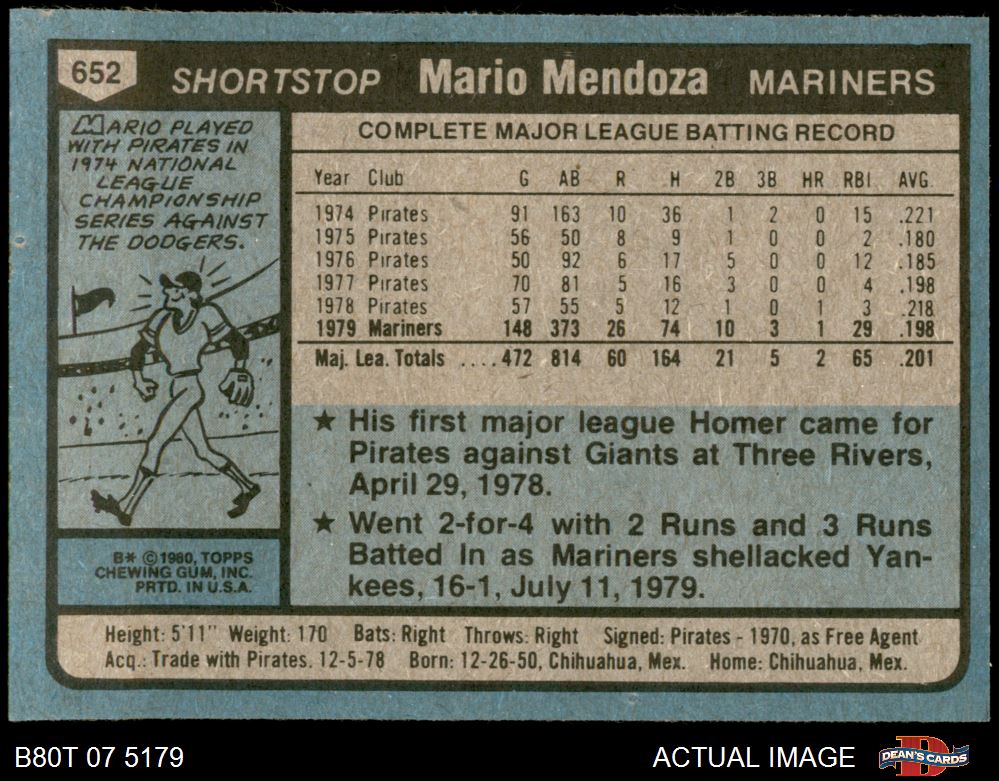 652 SHORTSTOP Mario Mendoza MARINERS
MARIO PLAYED
WITH PIRATES IN
1974 NATIONAL
LEAGUE
CHAMPIONSHIP
SERIES AGAINST
THE DODGERS.
COMPLETE MAJOR LEAGUE BATTING RECORD
Year Club G AB R H 2B 3B HR RBI AVG.
1974 Pirates 91 163 10 36 1 2 0 15 .221
1975 Pirates 56 50 8 9 1 0 0 2 .180
1976 Pirates 50 92 6 17 5 0 0 12 .185
1977 Pirates 70 81 5 16 3 0 0 4 .198
1978 Pirates 57 55 5 12 1 0 1 3 .218
1979 Mariners 148 373 26 74 10 3 1 29 .198
Maj. Lea. Totals ....472 814 60 164 21 5 2 65 .201
★ His first major league Homer came for
Pirates against Giants at Three Rivers,
April 29, 1978.
★ Went 2-for-4 with 2 Runs and 3 Runs
Batted In as Mariners shellacked Yan-
kees, 16-1, July 11, 1979.
B* © 1980, TOPPS
CHEWING GUM, INC.
PRTD. IN U.S.A.
Height: 5'11" Weight: 170 Bats: Right Throws: Right Signed: Pirates - 1970, as Free Agent
Acq.: Trade with Pirates, 12-5-78 Born: 12-26-50, Chihuahua, Mex. Home: Chihuahua, Mex.
B80T 07 5179 ACTUAL IMAGE DEAN'S CARDS